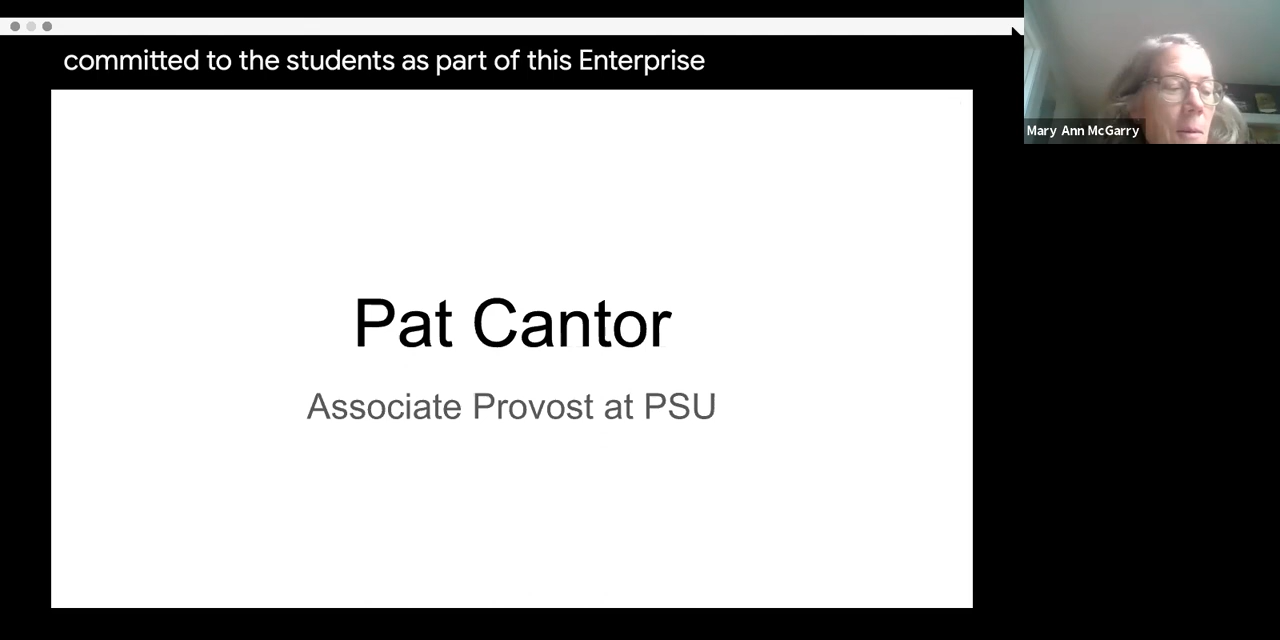 committed to the students as part of this Enterprise
Mary Ann McGarry
Pat Cantor
Associate Provost at PSU